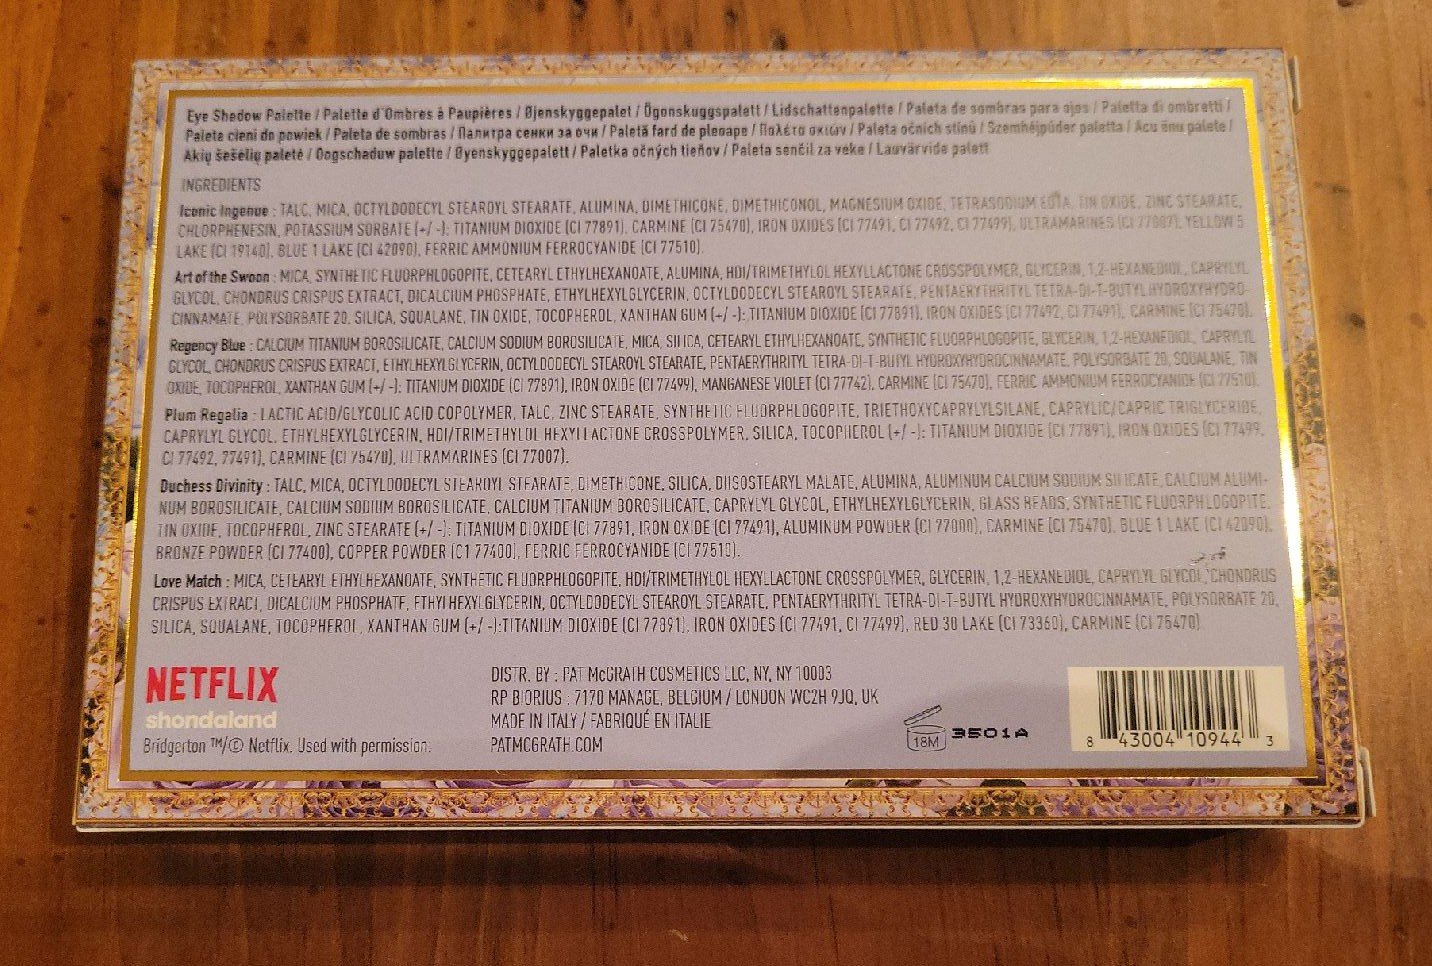 Eye Shadow Palette / Palette d'Ombres à Paupières / Øjenskyggepalet / Ögonskuggspalett / Lidschattenpalette / Paleta de sombras para ojos / Paletta di ombretti /
Paleta cieni do powiek / Paleta de sombras / Палитра сенки за очи / Paletă fard de pleoape / Παλέτα σκιών / Paleta očních stínů / Szemhéjpúder paletta / Acu ēnu palete /
Akių šešėlių paletė / Oogschaduw palette / Øyenskyggepalett / Paletka očných tieňov / Paleta senčil za veke / Lauvärvide palett
INGREDIENTS
Iconic Ingenue : TALC, MICA, OCTYLDODECYL STEAROYL STEARATE, ALUMINA, DIMETHICONE, DIMETHICONOL, MAGNESIUM OXIDE, TETRASODIUM EDTA, TIN OXIDE, ZINC STEARATE,
CHLORPHENESIN, POTASSIUM SORBATE (+/ -): TITANIUM DIOXIDE (CI 77891), CARMINE (CI 75470), IRON OXIDES (CI 77491, CI 77492, CI 77499), ULTRAMARINES (CI 77007), YELLOW 5
LAKE (CI 19140), BLUE 1 LAKE (CI 42090), FERRIC AMMONIUM FERROCYANIDE (CI 77510).
Art of the Swoon : MICA, SYNTHETIC FLUORPHLOGOPITE, CETEARYL ETHYLHEXANOATE, ALUMINA, HDI/TRIMETHYLOL HEXYLLACTONE CROSSPOLYMER, GLYCERIN, 1,2-HEXANEDIOL, CAPRYLYL
GLYCOL, CHONDRUS CRISPUS EXTRACT, DICALCIUM PHOSPHATE, ETHYLHEXYLGLYCERIN, OCTYLDODECYL STEAROYL STEARATE, PENTAERYTHRITYL TETRA-DI-T-BUTYL HYDROXYHYDRO-
CINNAMATE, POLYSORBATE 20, SILICA, SQUALANE, TIN OXIDE, TOCOPHEROL, XANTHAN GUM (+/ -): TITANIUM DIOXIDE (CI 77891), IRON OXIDES (CI 77492, CI 77491), CARMINE (CI 75470).
Regency Blue : CALCIUM TITANIUM BOROSILICATE, CALCIUM SODIUM BOROSILICATE, MICA, SILICA, CETEARYL ETHYLHEXANOATE, SYNTHETIC FLUORPHLOGOPITE, GLYCERIN, 1,2-HEXANEDIOL, CAPRYLYL
GLYCOL, CHONDRUS CRISPUS EXTRACT, ETHYLHEXYLGLYCERIN, OCTYLDODECYL STEAROYL STEARATE, PENTAERYTHRITYL TETRA-DI-T-BUTYL HYDROXYHYDROCINNAMATE, POLYSORBATE 20, SQUALANE, TIN
OXIDE, TOCOPHEROL, XANTHAN GUM (+/ -): TITANIUM DIOXIDE (CI 77891), IRON OXIDE (CI 77499), MANGANESE VIOLET (CI 77742), CARMINE (CI 75470), FERRIC AMMONIUM FERROCYANIDE (CI 77510).
Plum Regalia : LACTIC ACID/GLYCOLIC ACID COPOLYMER, TALC, ZINC STEARATE, SYNTHETIC FLUORPHLOGOPITE, TRIETHOXYCAPRYLYLSILANE, CAPRYLIC/CAPRIC TRIGLYCERIDE,
CAPRYLYL GLYCOL, ETHYLHEXYLGLYCERIN, HDI/TRIMETHYLOL HEXYLLACTONE CROSSPOLYMER, SILICA, TOCOPHEROL (+/ -): TITANIUM DIOXIDE (CI 77891), IRON OXIDES (CI 77499,
CI 77492, 77491), CARMINE (CI 75470), ULTRAMARINES (CI 77007).
Duchess Divinity : TALC, MICA, OCTYLDODECYL STEAROYL STEARATE, DIMETHICONE, SILICA, DIISOSTEARYL MALATE, ALUMINA, ALUMINUM CALCIUM SODIUM SILICATE, CALCIUM ALUMI-
NUM BOROSILICATE, CALCIUM SODIUM BOROSILICATE, CALCIUM TITANIUM BOROSILICATE, CAPRYLYL GLYCOL, ETHYLHEXYLGLYCERIN, GLASS BEADS, SYNTHETIC FLUORPHLOGOPITE,
TIN OXIDE, TOCOPHEROL, ZINC STEARATE (+/ -): TITANIUM DIOXIDE (CI 77891, IRON OXIDE (CI 77491), ALUMINUM POWDER (CI 77000), CARMINE (CI 75470), BLUE 1 LAKE (CI 42090),
BRONZE POWDER (CI 77400), COPPER POWDER (C1 77400), FERRIC FERROCYANIDE (CI 77510).
Love Match : MICA, CETEARYL ETHYLHEXANOATE, SYNTHETIC FLUORPHLOGOPITE, HDI/TRIMETHYLOL HEXYLLACTONE CROSSPOLYMER, GLYCERIN, 1,2-HEXANEDIOL, CAPRYLYL GLYCOL, CHONDRUS
CRISPUS EXTRACT, DICALCIUM PHOSPHATE, ETHYLHEXYLGLYCERIN, OCTYLDODECYL STEAROYL STEARATE, PENTAERYTHRITYL TETRA-DI-T-BUTYL HYDROXYHYDROCINNAMATE, POLYSORBATE 20,
SILICA, SQUALANE, TOCOPHEROL, XANTHAN GUM (+/ -):TITANIUM DIOXIDE (CI 77891), IRON OXIDES (CI 77491, CI 77499), RED 30 LAKE (CI 73360), CARMINE (CI 75470)
NETFLIX
shondaland
Bridgerton ™/© Netflix. Used with permission.
DISTR. BY : PAT McGRATH COSMETICS LLC, NY, NY 10003
RP BIORIUS : 7170 MANAGE, BELGIUM / LONDON WC2H 9JQ, UK
MADE IN ITALY / FABRIQUÉ EN ITALIE
PATMCGRATH.COM
18M
3501A
8 43004 10944 3